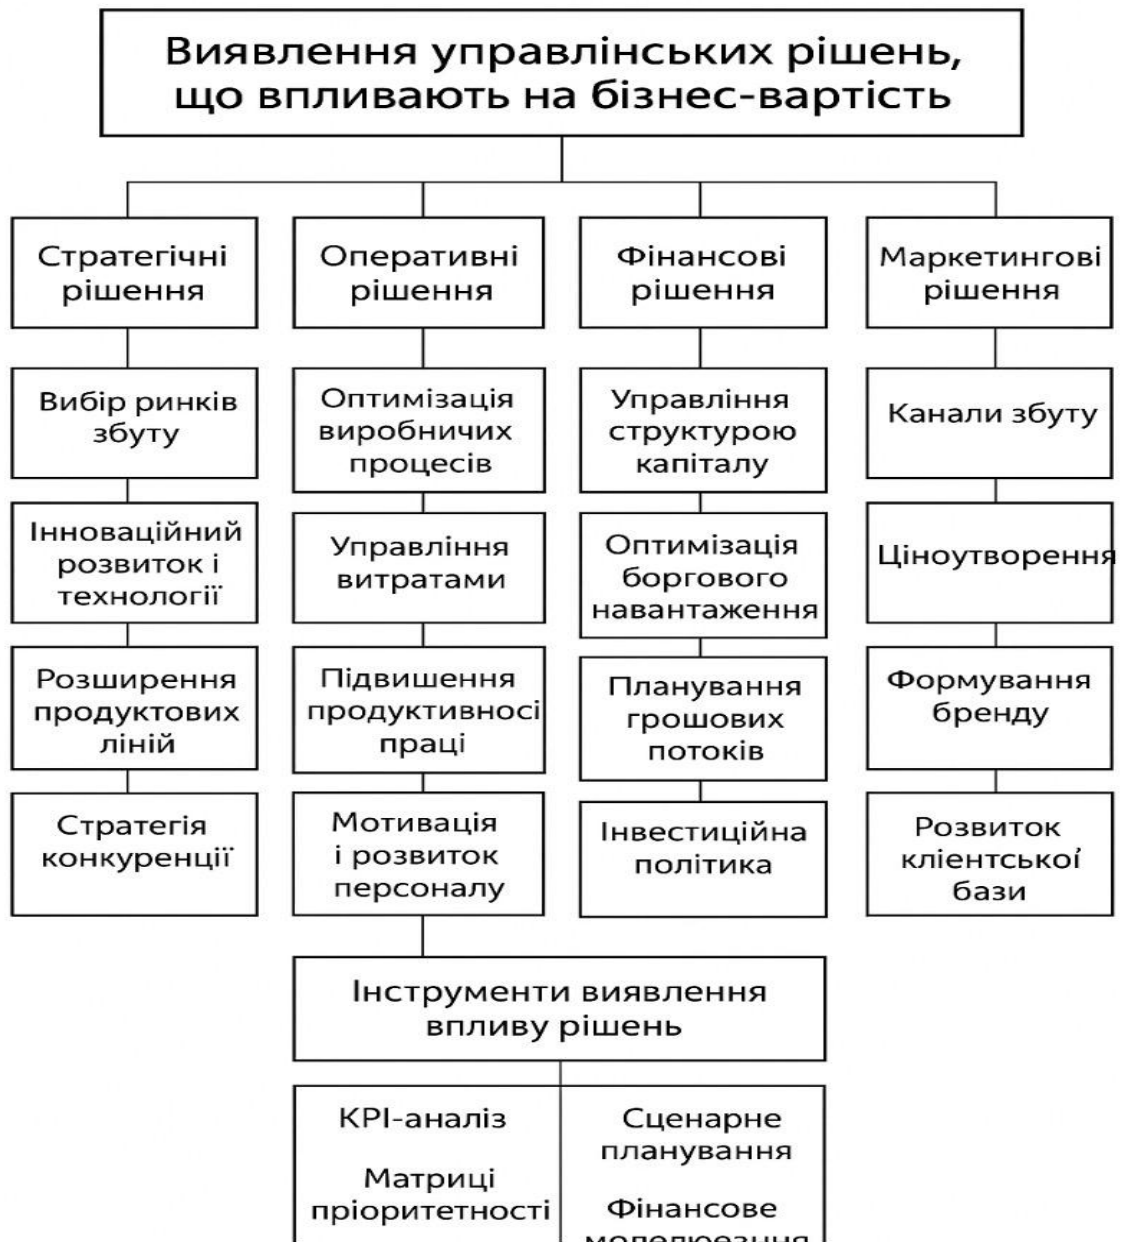 Виявлення управлінських рішень,
що впливають на бізнес-вартість
Стратегічні
рішення
Вибір ринків
збуту
Інноваційний
розвиток і
технології
Розширення
продуктових
ліній
Стратегія
конкуренції
Оперативні
рішення
Оптимізація
виробничих
процесів
Управління
витратами
Підвишення
продуктивносі
праці
Мотивація
і розвиток
персоналу
Фінансові
рішення
Управління
структурою
капіталу
Оптимізація
боргового
навантаження
Планування
грошових
потоків
Інвестиційна
політика
Маркетингові
рішення
Канали збуту
Ціноутворення
Формування
бренду
Розвиток
клієнтської
бази
Інструменти виявлення
впливу рішень
KPI-аналіз
Матриці
пріоритетності
Сценарне
планування
Фінансове